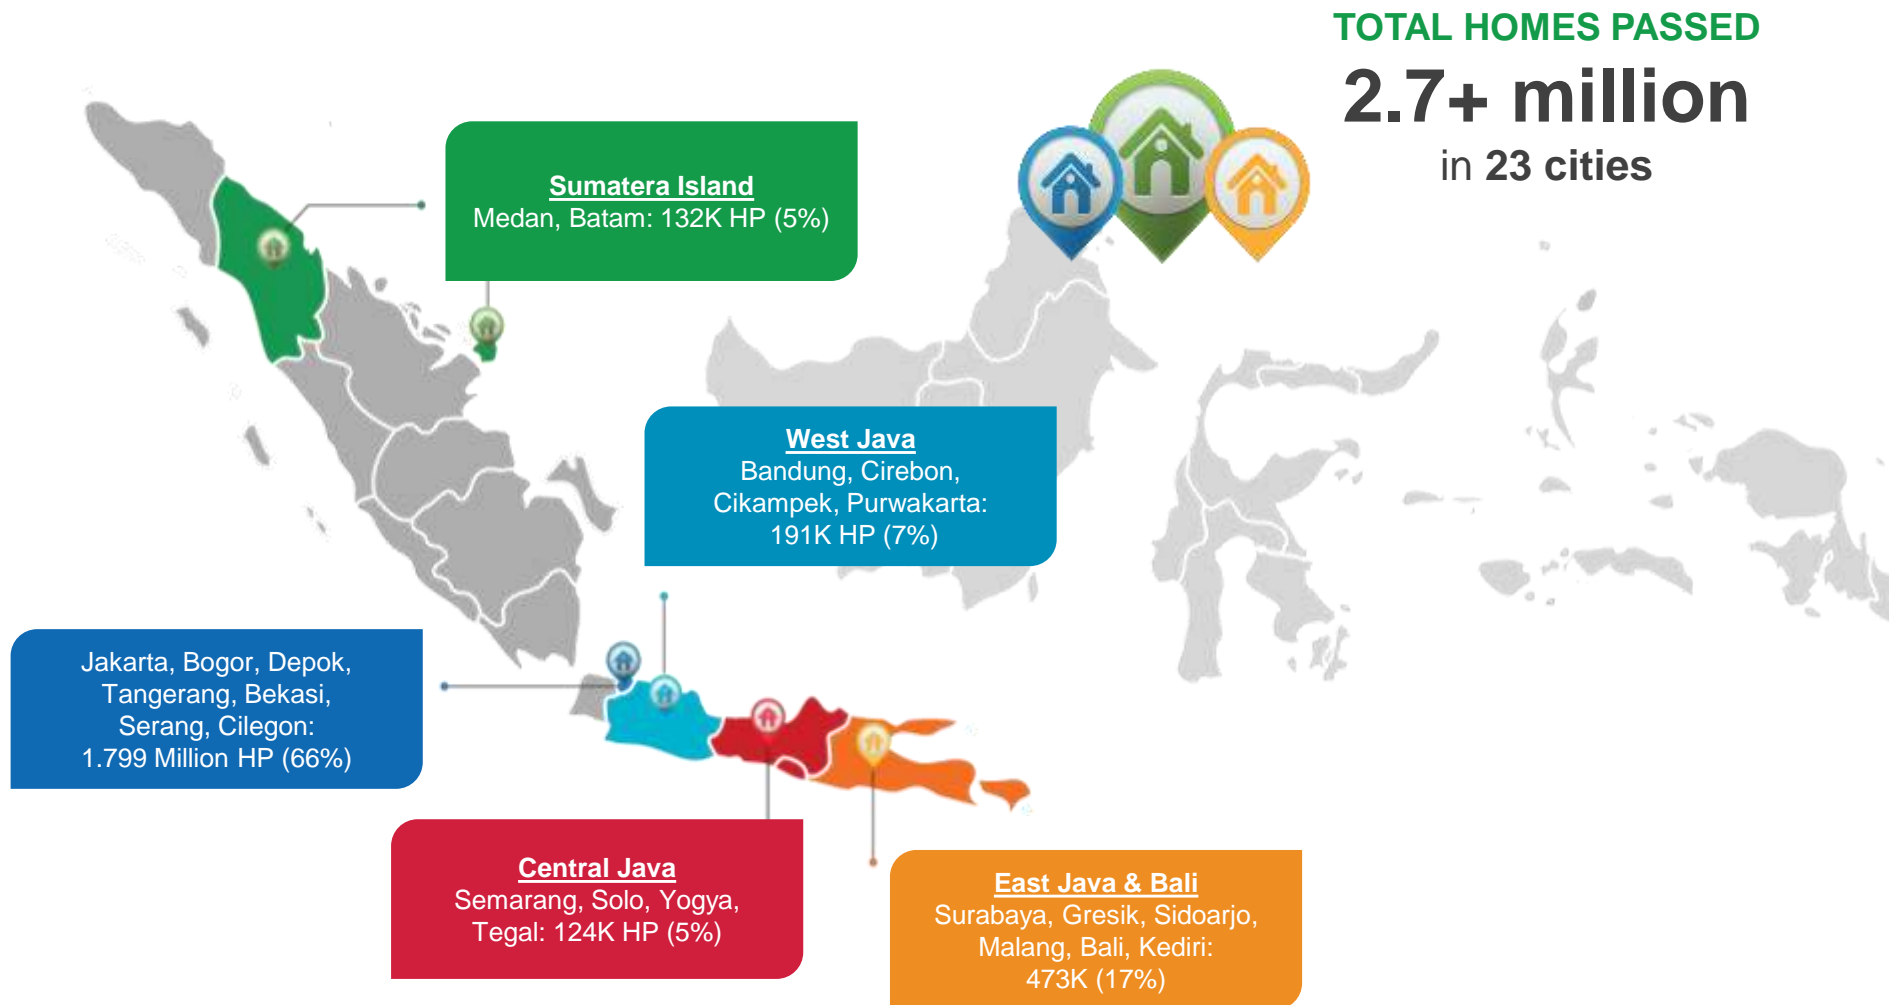 TOTAL HOMES PASSED
2.7+ million
in 23 cities
Sumatera Island
Medan, Batam: 132K HP (5%)
West Java
Bandung, Cirebon,
Cikampek, Purwakarta:
191K HP (7%)
Jakarta, Bogor, Depok,
Tangerang, Bekasi,
Serang, Cilegon:
1.799 Million HP (66%)
Central Java
Semarang, Solo, Yogya,
Tegal: 124K HP (5%)
East Java & Bali
Surabaya, Gresik, Sidoarjo,
Malang, Bali, Kediri:
473K (17%)